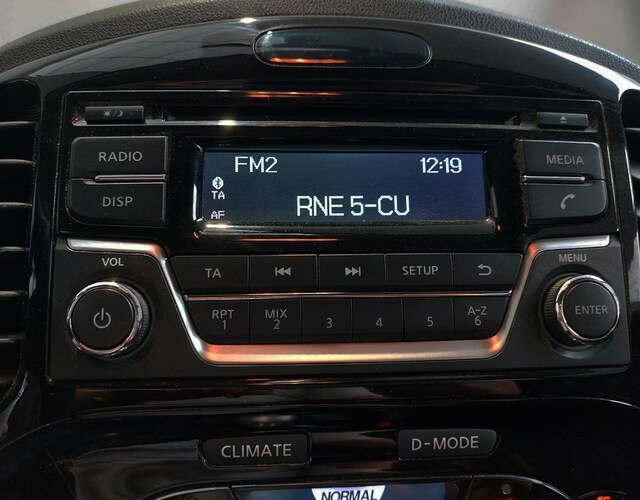 RADIO
DISP
FM2
12:19
TA
AF
RNE 5-CU
MEDIA
VOL
TA
SETUP
MENU
RPT
1
MIX
2
3
4
5
A-Z
6
ENTER
CLIMATE
D-MODE
NORMAL